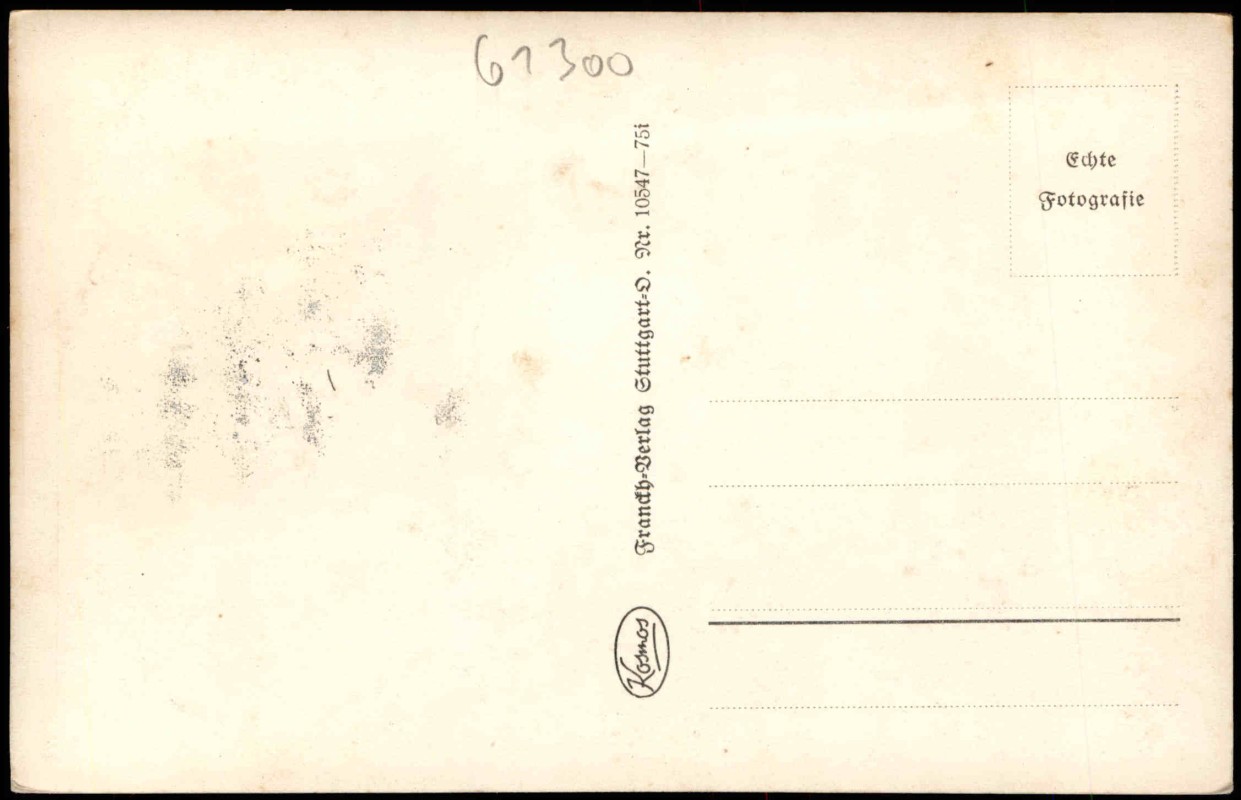 61300
Echte
Fotografie
Franckh-Verlag Stuttgart-O. Nr. 10547—75i
Kosmos